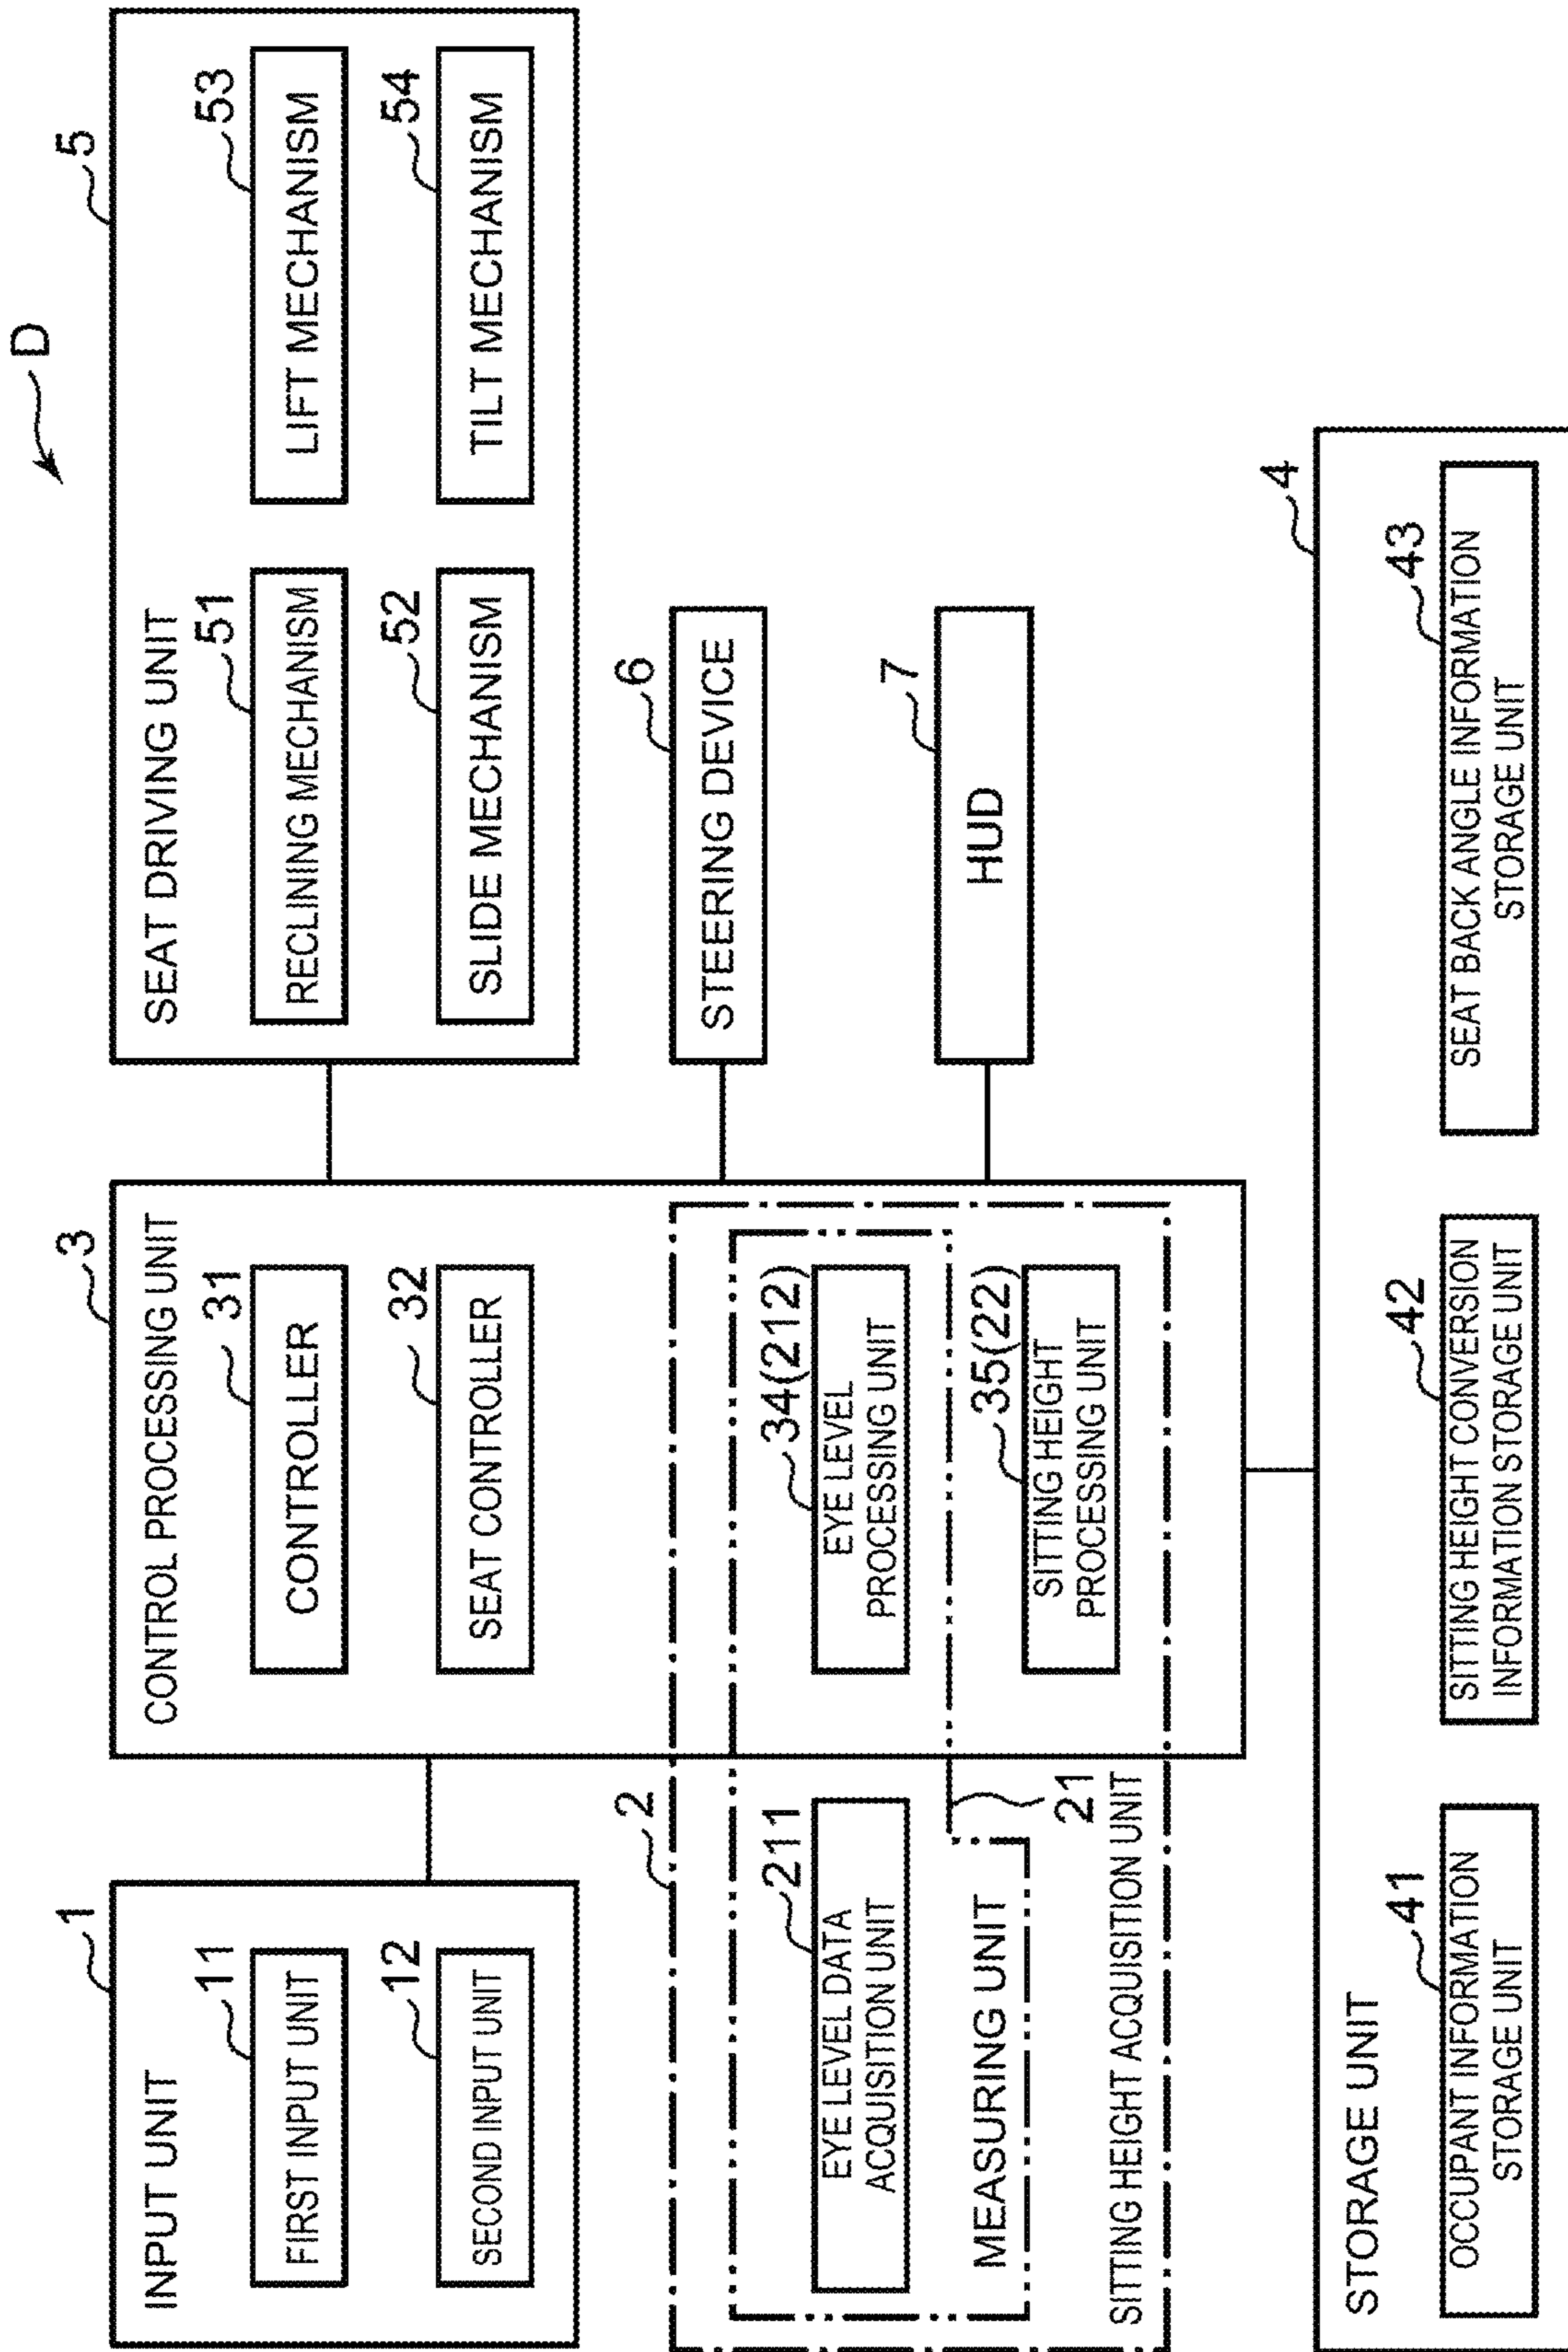 D
1
INPUT UNIT
11
FIRST INPUT UNIT
12
SECOND INPUT UNIT
3
CONTROL PROCESSING UNIT
31
CONTROLLER
32
SEAT CONTROLLER
5
SEAT DRIVING UNIT
51
RECLINING MECHANISM
53
LIFT MECHANISM
52
SLIDE MECHANISM
54
TILT MECHANISM
2
211
EYE LEVEL DATA
ACQUISITION UNIT
34(212)
EYE LEVEL
PROCESSING UNIT
MEASURING UNIT
21
35(22)
SITTING HEIGHT
PROCESSING UNIT
SITTING HEIGHT ACQUISITION UNIT
6
STEERING DEVICE
7
HUD
4
STORAGE UNIT
41
OCCUPANT INFORMATION
STORAGE UNIT
42
SITTING HEIGHT CONVERSION
INFORMATION STORAGE UNIT
43
SEAT BACK ANGLE INFORMATION
STORAGE UNIT